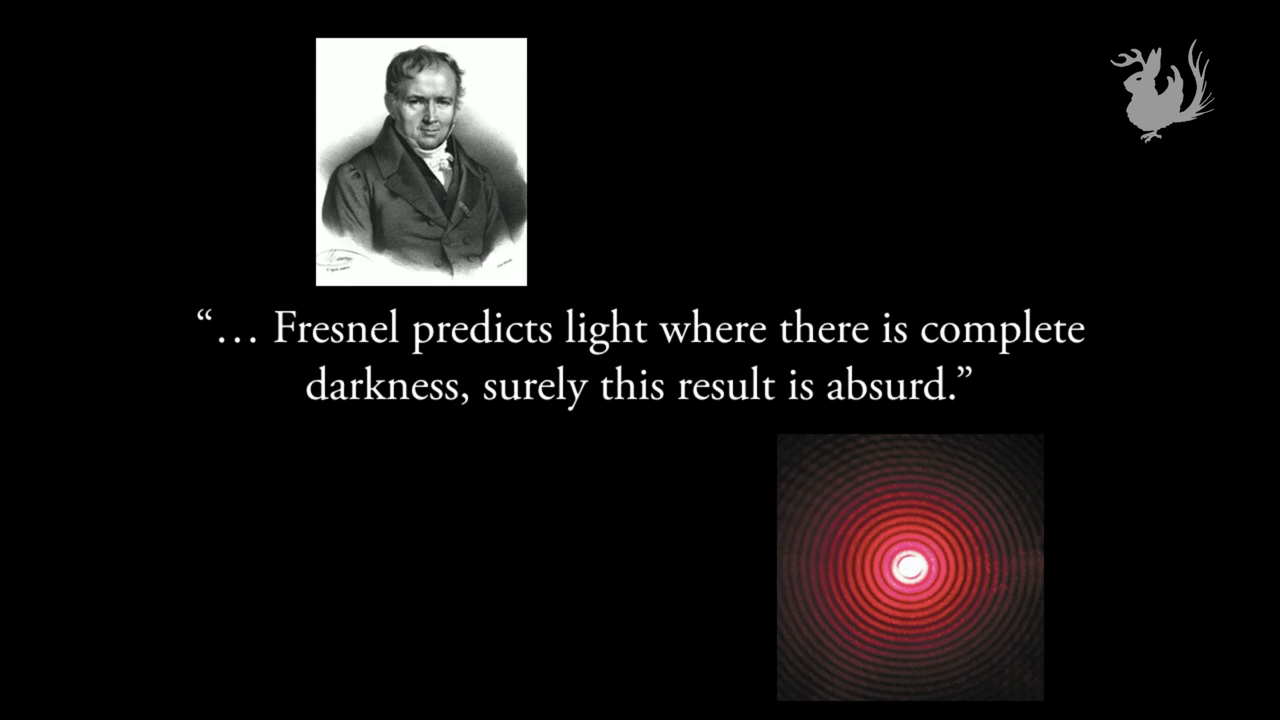 “… Fresnel predicts light where there is complete
darkness, surely this result is absurd.”